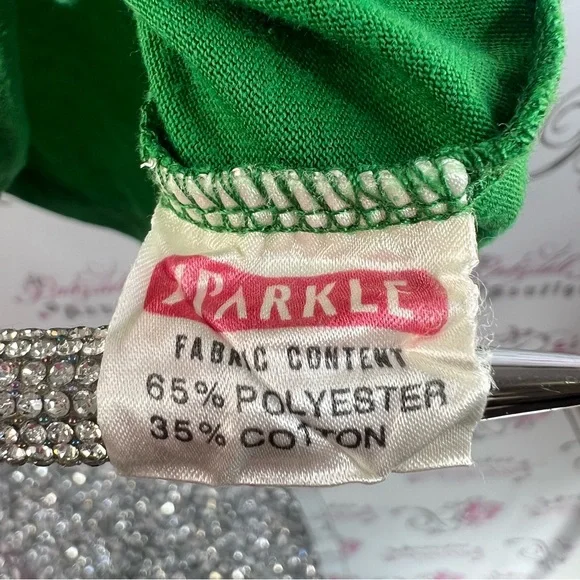 SPARKLE
FABRIC CONTENT
65% POLYESTER
35% COTTON